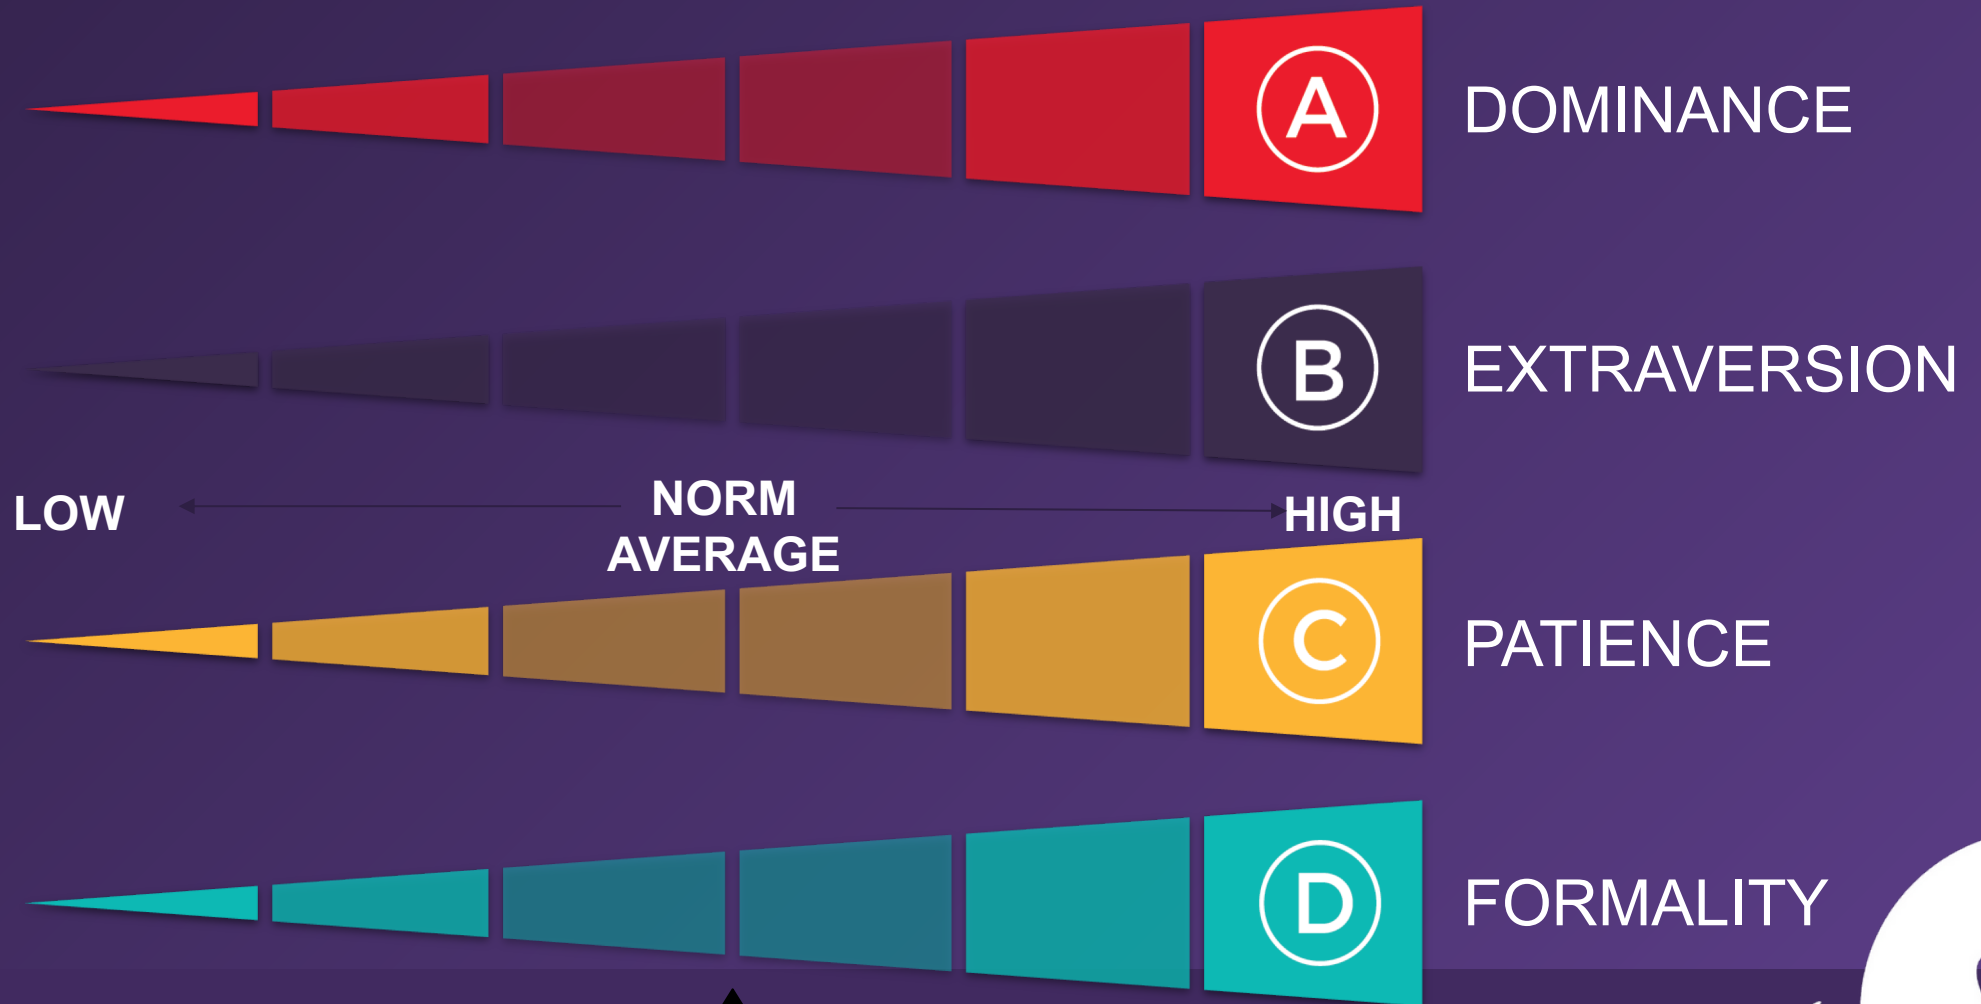 A
DOMINANCE
B
EXTRAVERSION
LOW
NORM
AVERAGE
HIGH
C
PATIENCE
D
FORMALITY